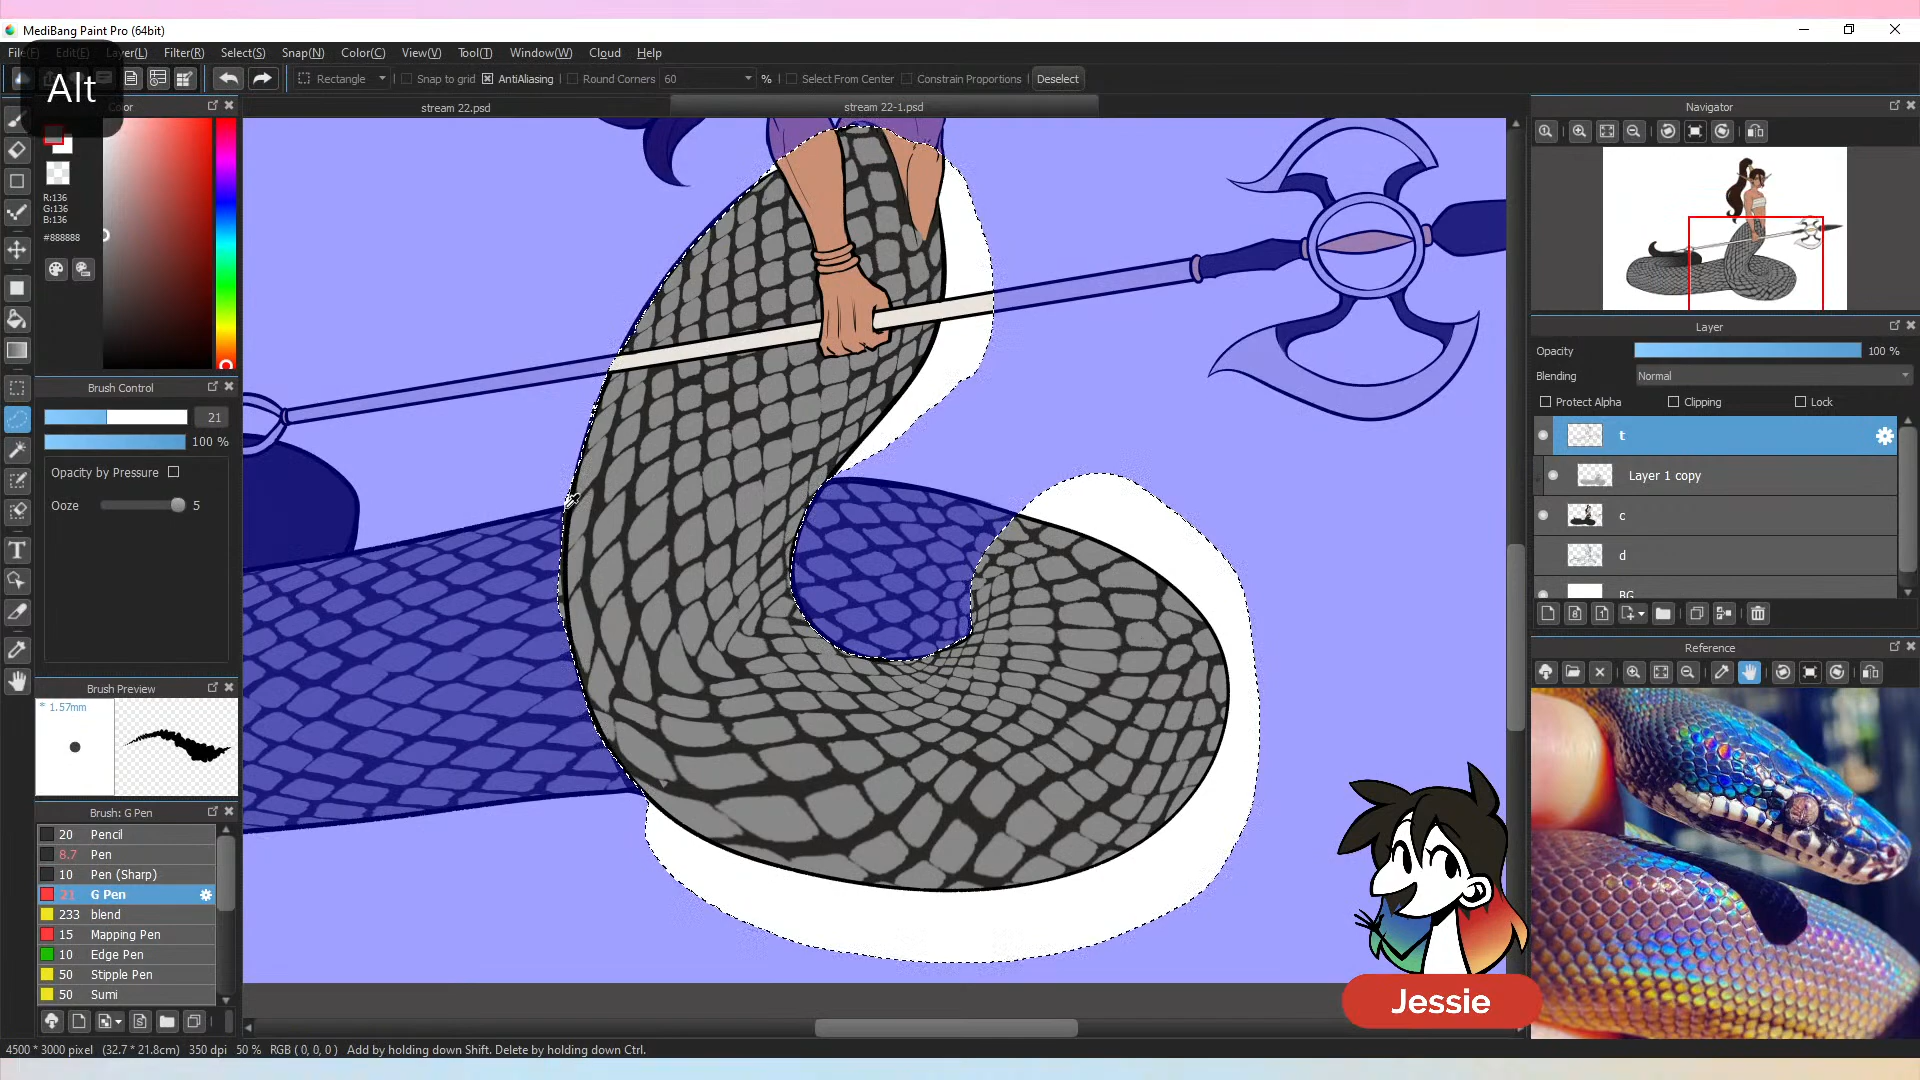 MediBang Paint Pro (64bit)
File(F) Edit(E) Layer(L) Filter(R) Select(S) Snap(N) Color(C) View(V) Tool(T) Window(W) Cloud Help
Alt
Rectangle Snap to grid AntiAliasing Round Corners 60 % Select From Center Constrain Proportions Deselect
Color
stream 22.psd
stream 22-1.psd
Navigator
R:136
G:136
B:136
#888888
Brush Control
21
100 %
Opacity by Pressure
Ooze 5
Brush Preview
* 1.57mm
Brush: G Pen
20 Pencil
8.7 Pen
10 Pen (Sharp)
21 G Pen
233 blend
15 Mapping Pen
10 Edge Pen
50 Stipple Pen
50 Sumi
Layer
Opacity 100 %
Blending Normal
Protect Alpha Clipping Lock
t
Layer 1 copy
c
d
BG
Reference
Jessie
4500 * 3000 pixel (32.7 * 21.8cm) 350 dpi 50 % RGB ( 0, 0, 0 ) Add by holding down Shift. Delete by holding down Ctrl.